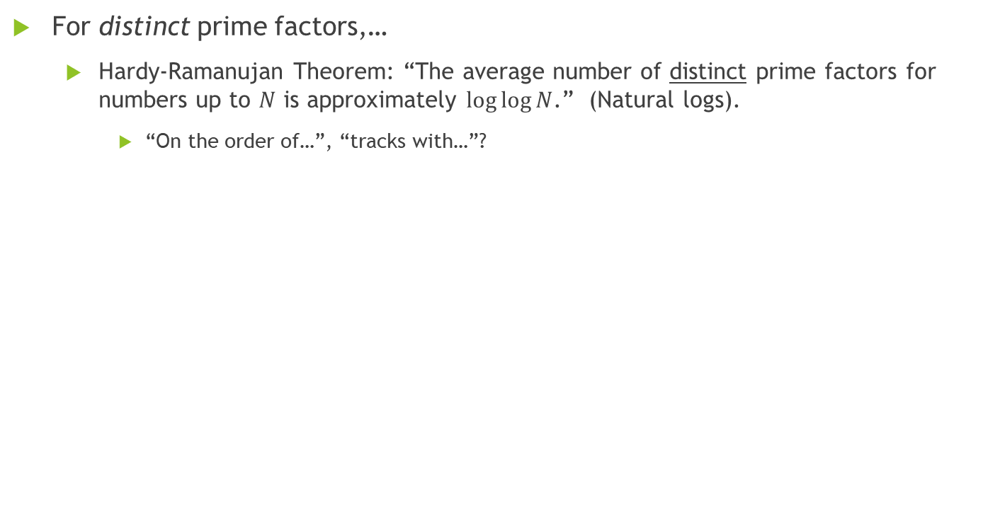 For distinct prime factors,…
Hardy-Ramanujan Theorem: “The average number of distinct prime factors for
numbers up to N is approximately log log N.” (Natural logs).
“On the order of…”, “tracks with…”?